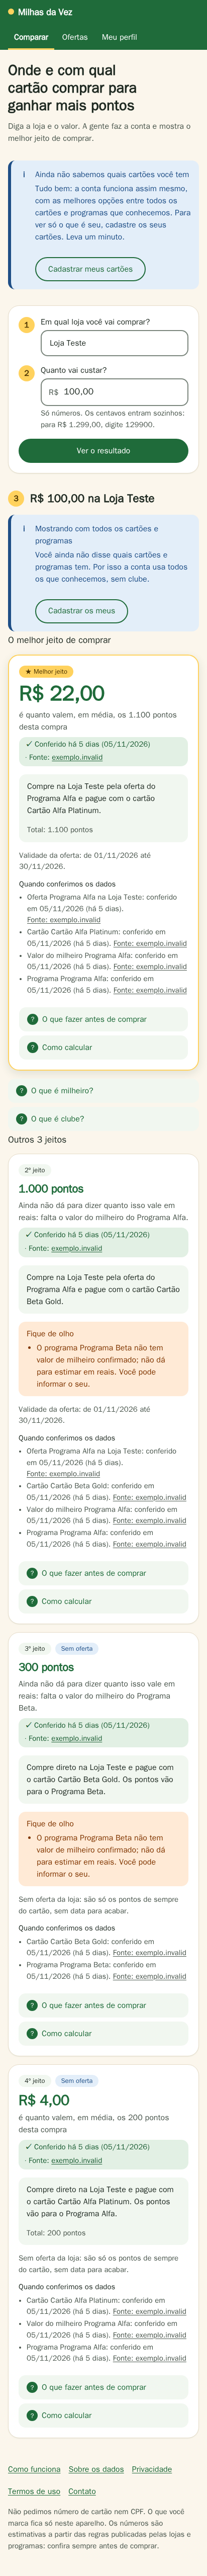 Milhas da Vez
Comparar Ofertas Meu perfil
Onde e com qual
cartão comprar para
ganhar mais pontos
Diga a loja e o valor. A gente faz a conta e mostra o
melhor jeito de comprar.
i Ainda não sabemos quais cartões você tem
Tudo bem: a conta funciona assim mesmo,
com as melhores opções entre todos os
cartões e programas que conhecemos. Para
ver só o que é seu, cadastre os seus
cartões. Leva um minuto.
Cadastrar meus cartões
1 Em qual loja você vai comprar?
Loja Teste
2 Quanto vai custar?
R$ 100,00
Só números. Os centavos entram sozinhos:
para R$ 1.299,00, digite 129900.
Ver o resultado
3 R$ 100,00 na Loja Teste
i Mostrando com todos os cartões e
programas
Você ainda não disse quais cartões e
programas tem. Por isso a conta usa todos
os que conhecemos, sem clube.
Cadastrar os meus
O melhor jeito de comprar
★ Melhor jeito
R$ 22,00
é quanto valem, em média, os 1.100 pontos
desta compra
✓ Conferido há 5 dias (05/11/2026)
· Fonte: exemplo.invalid
Compre na Loja Teste pela oferta do
Programa Alfa e pague com o cartão
Cartão Alfa Platinum.
Total: 1.100 pontos
Validade da oferta: de 01/11/2026 até
30/11/2026.
Quando conferimos os dados
• Oferta Programa Alfa na Loja Teste: conferido
em 05/11/2026 (há 5 dias).
Fonte: exemplo.invalid
• Cartão Cartão Alfa Platinum: conferido em
05/11/2026 (há 5 dias). Fonte: exemplo.invalid
• Valor do milheiro Programa Alfa: conferido em
05/11/2026 (há 5 dias). Fonte: exemplo.invalid
• Programa Programa Alfa: conferido em
05/11/2026 (há 5 dias). Fonte: exemplo.invalid
? O que fazer antes de comprar
? Como calcular
? O que é milheiro?
? O que é clube?
Outros 3 jeitos
2º jeito
1.000 pontos
Ainda não dá para dizer quanto isso vale em
reais: falta o valor do milheiro do Programa Alfa.
✓ Conferido há 5 dias (05/11/2026)
· Fonte: exemplo.invalid
Compre na Loja Teste pela oferta do
Programa Alfa e pague com o cartão Cartão
Beta Gold.
Fique de olho
• O programa Programa Beta não tem
valor de milheiro confirmado; não dá
para estimar em reais. Você pode
informar o seu.
Validade da oferta: de 01/11/2026 até
30/11/2026.
Quando conferimos os dados
• Oferta Programa Alfa na Loja Teste: conferido
em 05/11/2026 (há 5 dias).
Fonte: exemplo.invalid
• Cartão Cartão Beta Gold: conferido em
05/11/2026 (há 5 dias). Fonte: exemplo.invalid
• Valor do milheiro Programa Alfa: conferido em
05/11/2026 (há 5 dias). Fonte: exemplo.invalid
• Programa Programa Alfa: conferido em
05/11/2026 (há 5 dias). Fonte: exemplo.invalid
? O que fazer antes de comprar
? Como calcular
3º jeito Sem oferta
300 pontos
Ainda não dá para dizer quanto isso vale em
reais: falta o valor do milheiro do Programa
Beta.
✓ Conferido há 5 dias (05/11/2026)
· Fonte: exemplo.invalid
Compre direto na Loja Teste e pague com
o cartão Cartão Beta Gold. Os pontos vão
para o Programa Beta.
Fique de olho
• O programa Programa Beta não tem
valor de milheiro confirmado; não dá
para estimar em reais. Você pode
informar o seu.
Sem oferta da loja: são só os pontos de sempre
do cartão, sem data para acabar.
Quando conferimos os dados
• Cartão Cartão Beta Gold: conferido em
05/11/2026 (há 5 dias). Fonte: exemplo.invalid
• Programa Programa Beta: conferido em
05/11/2026 (há 5 dias). Fonte: exemplo.invalid
? O que fazer antes de comprar
? Como calcular
4º jeito Sem oferta
R$ 4,00
é quanto valem, em média, os 200 pontos
desta compra
✓ Conferido há 5 dias (05/11/2026)
· Fonte: exemplo.invalid
Compre direto na Loja Teste e pague com
o cartão Cartão Alfa Platinum. Os pontos
vão para o Programa Alfa.
Total: 200 pontos
Sem oferta da loja: são só os pontos de sempre
do cartão, sem data para acabar.
Quando conferimos os dados
• Cartão Cartão Alfa Platinum: conferido em
05/11/2026 (há 5 dias). Fonte: exemplo.invalid
• Valor do milheiro Programa Alfa: conferido em
05/11/2026 (há 5 dias). Fonte: exemplo.invalid
• Programa Programa Alfa: conferido em
05/11/2026 (há 5 dias). Fonte: exemplo.invalid
? O que fazer antes de comprar
? Como calcular
Como funciona Sobre os dados Privacidade
Termos de uso Contato
Não pedimos número de cartão nem CPF. O que você
marca fica só neste aparelho. Os números são
estimativas a partir das regras publicadas pelas lojas e
programas: confira sempre antes de comprar.